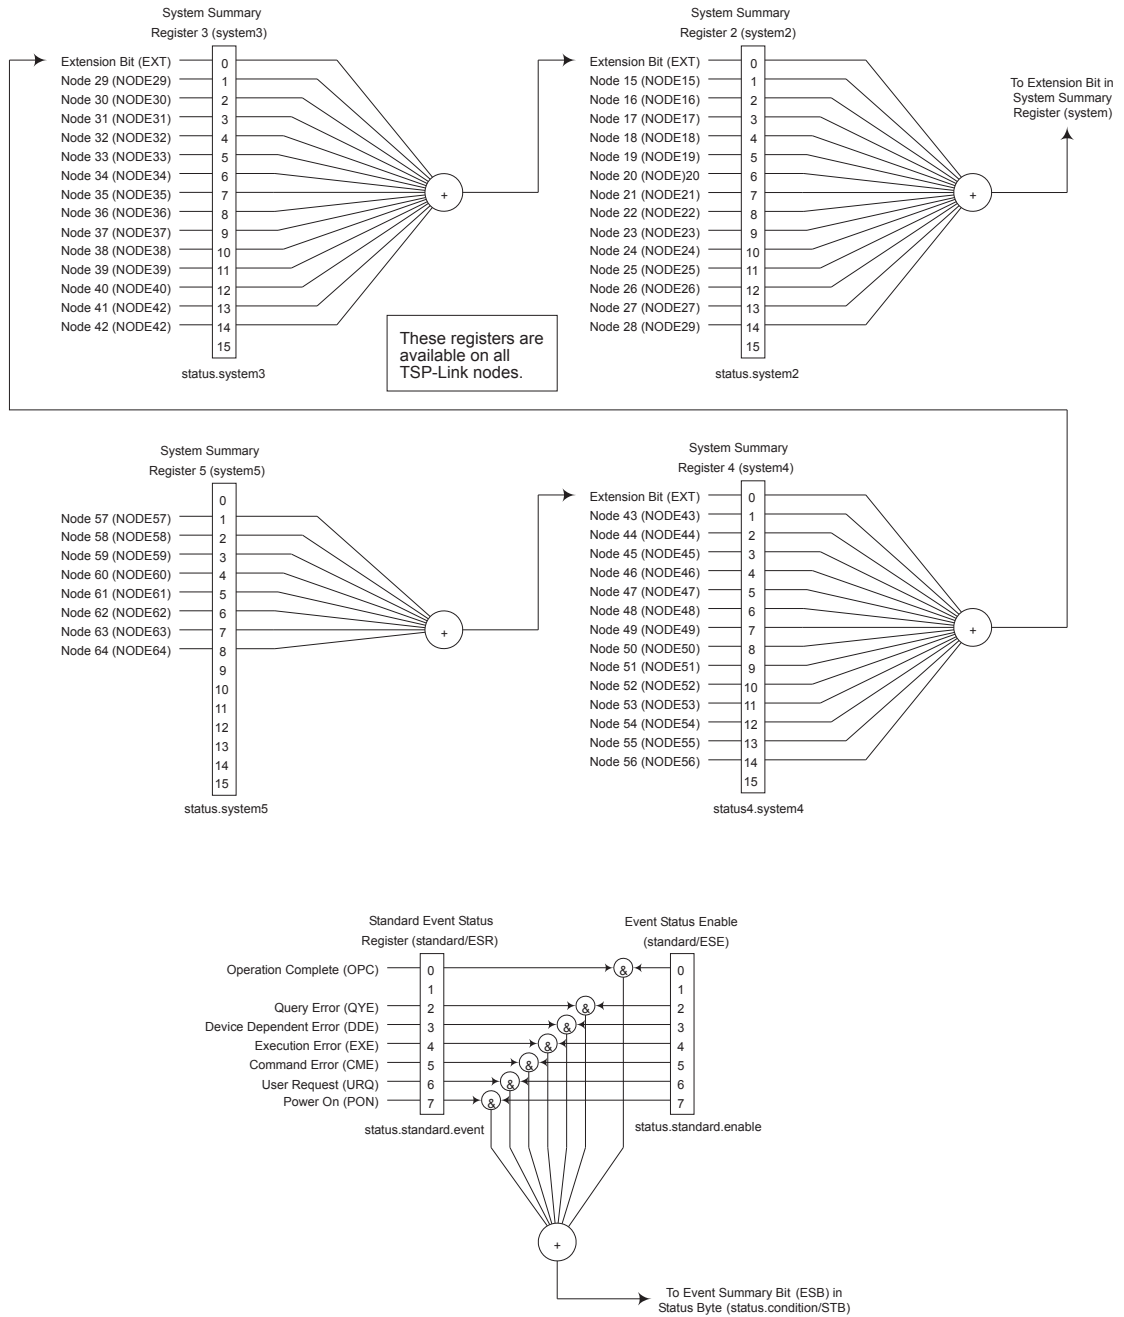 System Summary
Register 3 (system3)
Extension Bit (EXT) 0
Node 29 (NODE29) 1
Node 30 (NODE30) 2
Node 31 (NODE31) 3
Node 32 (NODE32) 4
Node 33 (NODE33) 5
Node 34 (NODE34) 6
Node 35 (NODE35) 7
Node 36 (NODE36) 8
Node 37 (NODE37) 9
Node 38 (NODE38) 10
Node 39 (NODE39) 11
Node 40 (NODE40) 12
Node 41 (NODE42) 13
Node 42 (NODE42) 14
15
status.system3
+
System Summary
Register 2 (system2)
Extension Bit (EXT) 0
Node 15 (NODE15) 1
Node 16 (NODE16) 2
Node 17 (NODE17) 3
Node 18 (NODE18) 4
Node 19 (NODE19) 5
Node 20 (NODE)20 6
Node 21 (NODE21) 7
Node 22 (NODE22) 8
Node 23 (NODE23) 9
Node 24 (NODE24) 10
Node 25 (NODE25) 11
Node 26 (NODE26) 12
Node 27 (NODE27) 13
Node 28 (NODE29) 14
15
status.system2
+
To Extension Bit in
System Summary
Register (system)
These registers are
available on all
TSP-Link nodes.
System Summary
Register 5 (system5)
0
Node 57 (NODE57) 1
Node 58 (NODE58) 2
Node 59 (NODE59) 3
Node 60 (NODE60) 4
Node 61 (NODE61) 5
Node 62 (NODE62) 6
Node 63 (NODE63) 7
Node 64 (NODE64) 8
9
10
11
12
13
14
15
status.system5
+
System Summary
Register 4 (system4)
Extension Bit (EXT) 0
Node 43 (NODE43) 1
Node 44 (NODE44) 2
Node 45 (NODE45) 3
Node 46 (NODE46) 4
Node 47 (NODE47) 5
Node 48 (NODE48) 6
Node 49 (NODE49) 7
Node 50 (NODE50) 8
Node 51 (NODE51) 9
Node 52 (NODE52) 10
Node 53 (NODE53) 11
Node 54 (NODE54) 12
Node 55 (NODE55) 13
Node 56 (NODE56) 14
15
status4.system4
+
Standard Event Status
Register (standard/ESR)
Event Status Enable
(standard/ESE)
Operation Complete (OPC) 0 & 0
1 1
Query Error (QYE) 2 & 2
Device Dependent Error (DDE) 3 & 3
Execution Error (EXE) 4 & 4
Command Error (CME) 5 & 5
User Request (URQ) 6 & 6
Power On (PON) 7 & 7
status.standard.event
status.standard.enable
+
To Event Summary Bit (ESB) in
Status Byte (status.condition/STB)